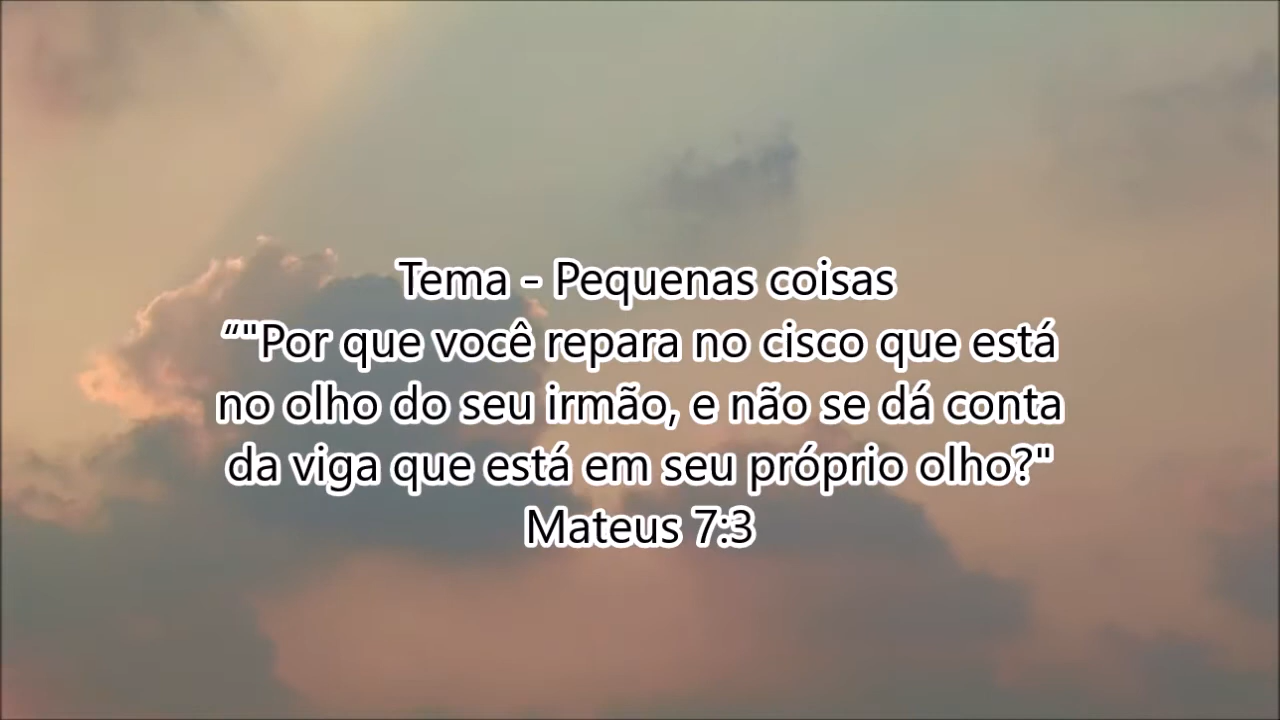 Tema - Pequenas coisas
“"Por que você repara no cisco que está
no olho do seu irmão, e não se dá conta
da viga que está em seu próprio olho?"
Mateus 7:3